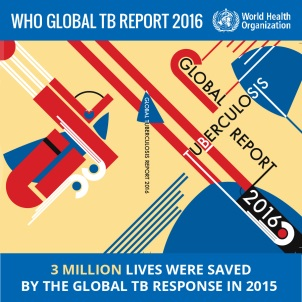 WHO GLOBAL TB REPORT 2016
World Health
Organization
GLOBAL
TUBERCULOSIS
REPORT
2016
GLOBAL TUBERCULOSIS REPORT 2016
3 MILLION LIVES WERE SAVED
BY THE GLOBAL TB RESPONSE IN 2015